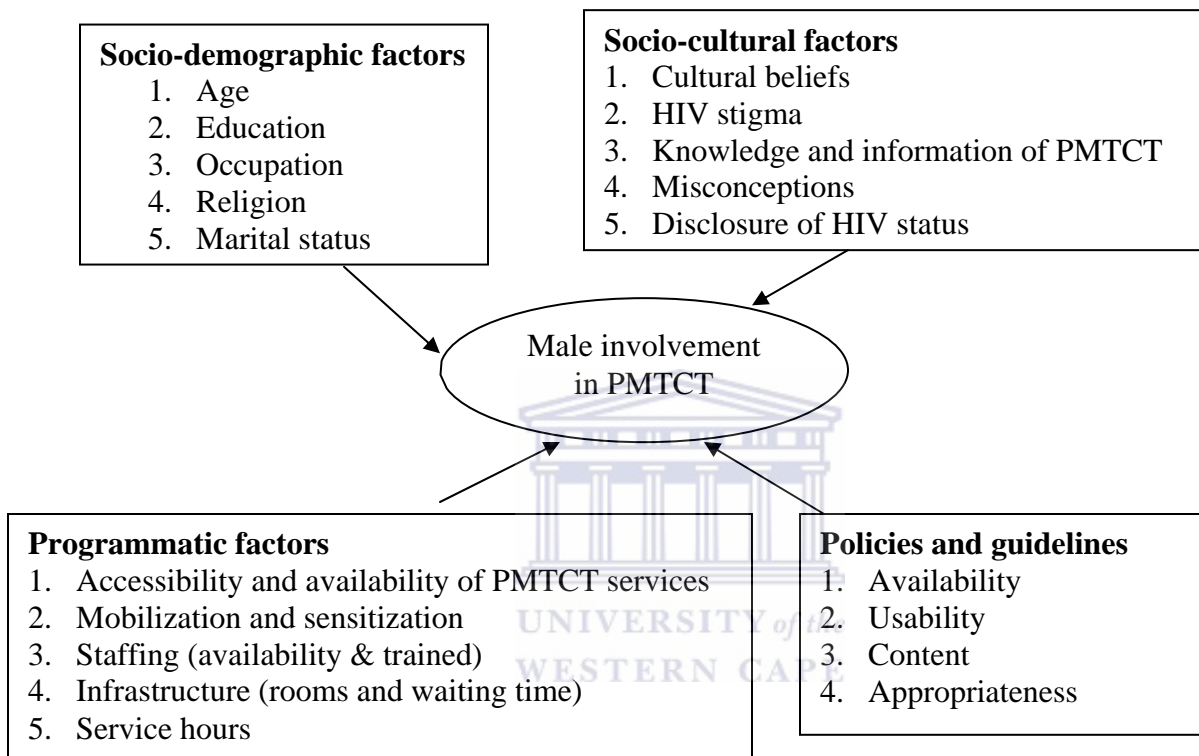 Socio-demographic factors
1. Age
2. Education
3. Occupation
4. Religion
5. Marital status
Socio-cultural factors
1. Cultural beliefs
2. HIV stigma
3. Knowledge and information of PMTCT
4. Misconceptions
5. Disclosure of HIV status
Male involvement
in PMTCT
Programmatic factors
1. Accessibility and availability of PMTCT services
2. Mobilization and sensitization
3. Staffing (availability & trained)
4. Infrastructure (rooms and waiting time)
5. Service hours
Policies and guidelines
1. Availability
2. Usability
3. Content
4. Appropriateness
UNIVERSITY of the
WESTERN CAPE